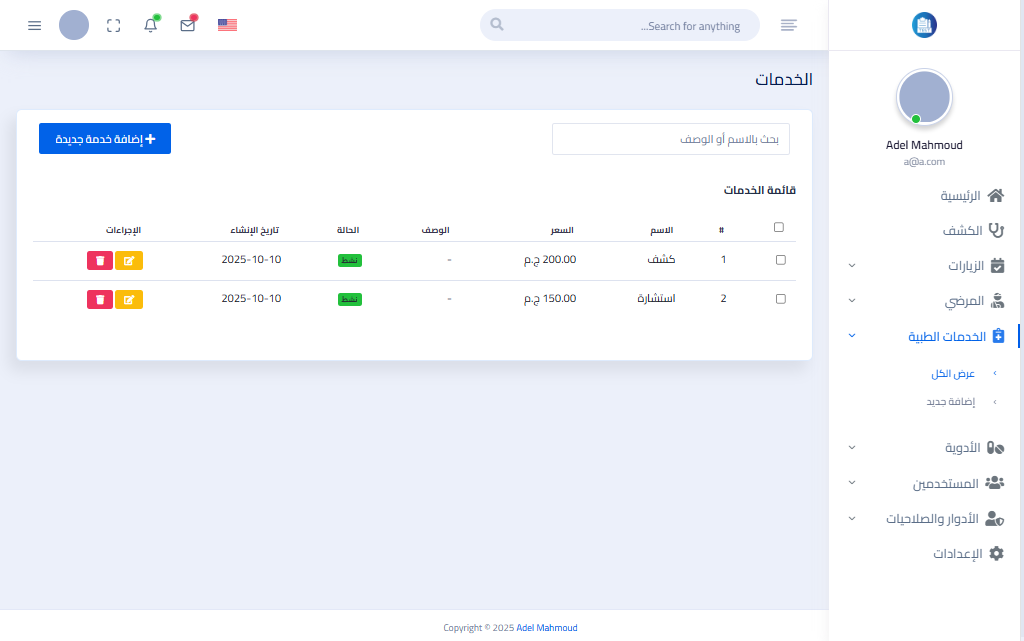 Search for anything...
Adel Mahmoud
a@a.com
الرئيسية
الكشف
الزيارات
المرضي
الخدمات الطبية
عرض الكل
إضافة جديد
الأدوية
المستخدمين
الأدوار والصلاحيات
الإعدادات
الخدمات
بحث بالاسم أو الوصف
إضافة خدمة جديدة
قائمة الخدمات
# الاسم السعر الوصف الحالة تاريخ الإنشاء الإجراءات
1 كشف 200.00 ج.م - نشط 2025-10-10
2 استشارة 150.00 ج.م - نشط 2025-10-10
Copyright © 2025 Adel Mahmoud